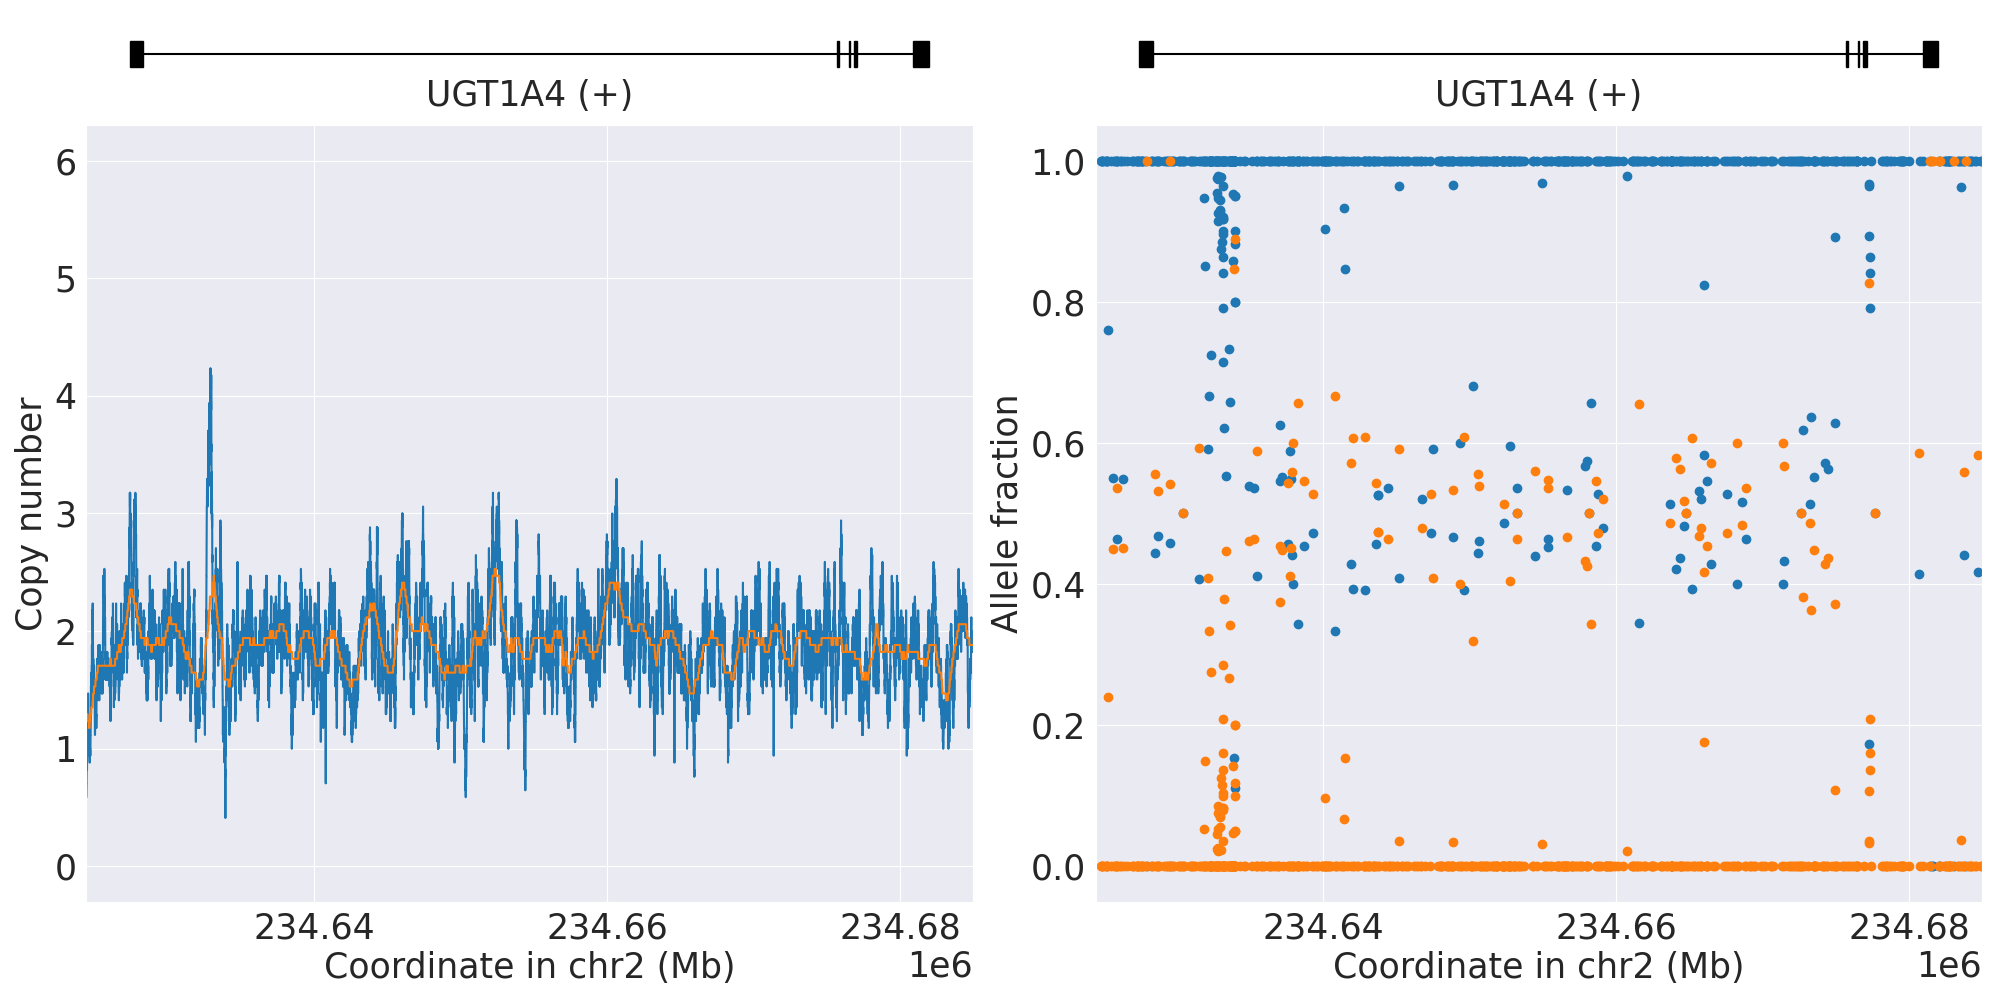 UGT1A4 (+)
Copy number
6
5
4
3
2
1
0
234.64
234.66
234.68
Coordinate in chr2 (Mb)
1e6
UGT1A4 (+)
Allele fraction
1.0
0.8
0.6
0.4
0.2
0.0
234.64
234.66
234.68
Coordinate in chr2 (Mb)
1e6